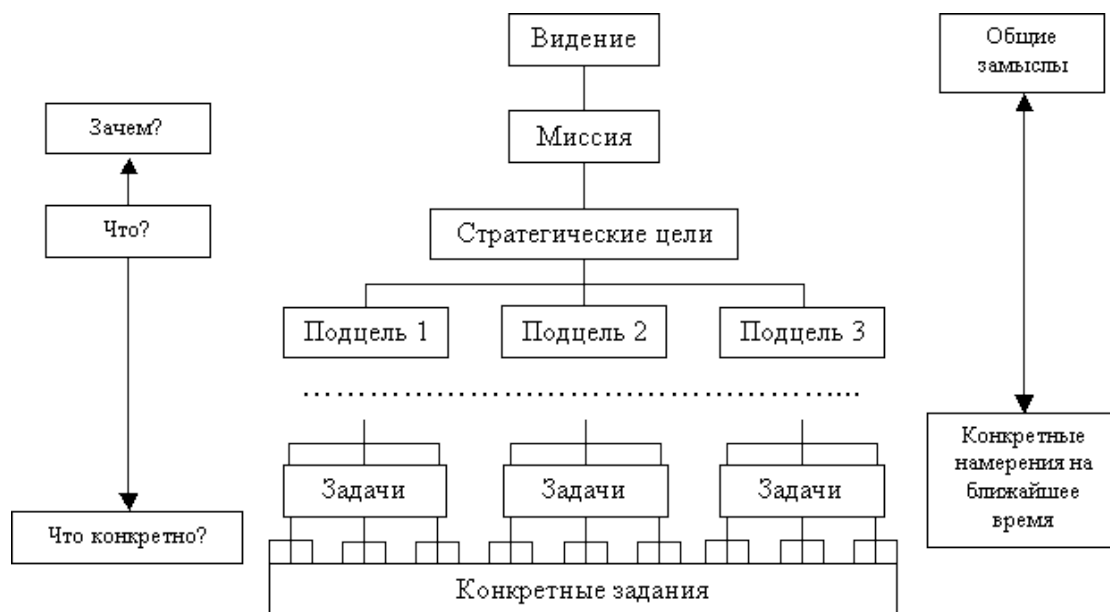 Видение
Общие
замыслы
Зачем?
Миссия
Что?
Стратегические цели
Подцель 1
Подцель 2
Подцель 3
Конкретные
намерения на
ближайшее
время
Задачи
Задачи
Задачи
Что конкретно?
Конкретные задания